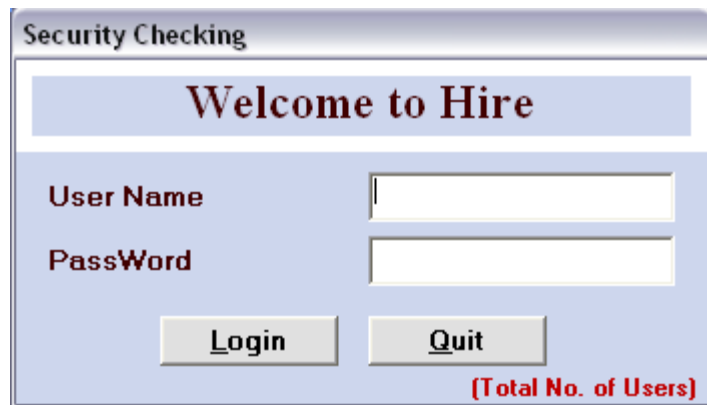 Security Checking
Welcome to Hire
User Name
PassWord
Login Quit
(Total No. of Users)